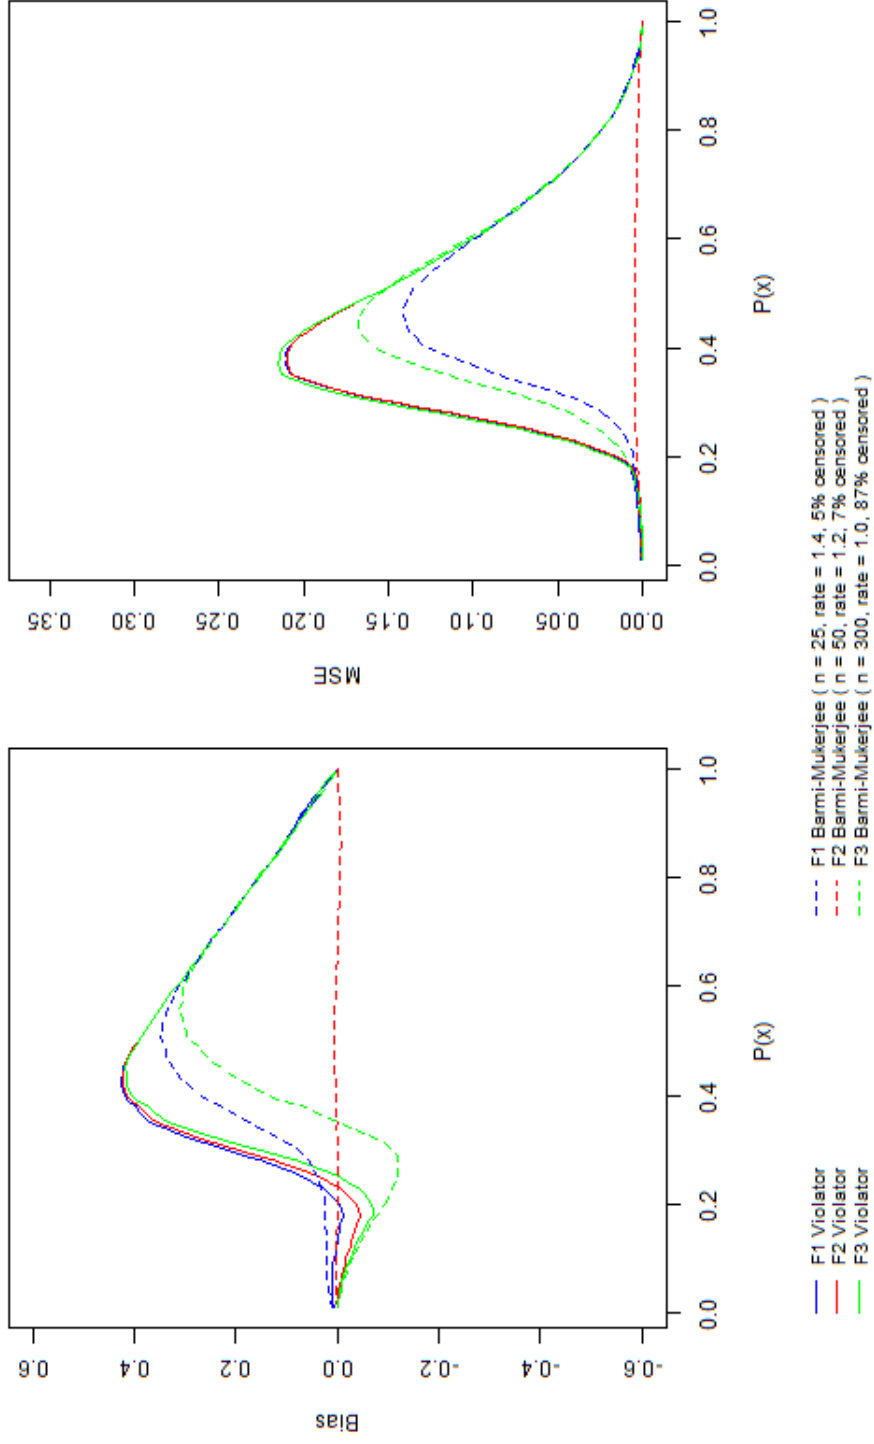 Bias
0.6
0.4
0.2
0.0
-0.2
-0.4
-0.6
0.0 0.2 0.4 0.6 0.8 1.0
P(x)
MSE
0.35
0.30
0.25
0.20
0.15
0.10
0.05
0.00
0.0 0.2 0.4 0.6 0.8 1.0
P(x)
F1 Violator
F2 Violator
F3 Violator
F1 Barmi-Mukerjee ( n = 25, rate = 1.4, 5% censored )
F2 Barmi-Mukerjee ( n = 50, rate = 1.2, 7% censored )
F3 Barmi-Mukerjee ( n = 300, rate = 1.0, 87% censored )